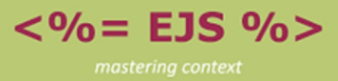 <%= EJS %>
mastering context